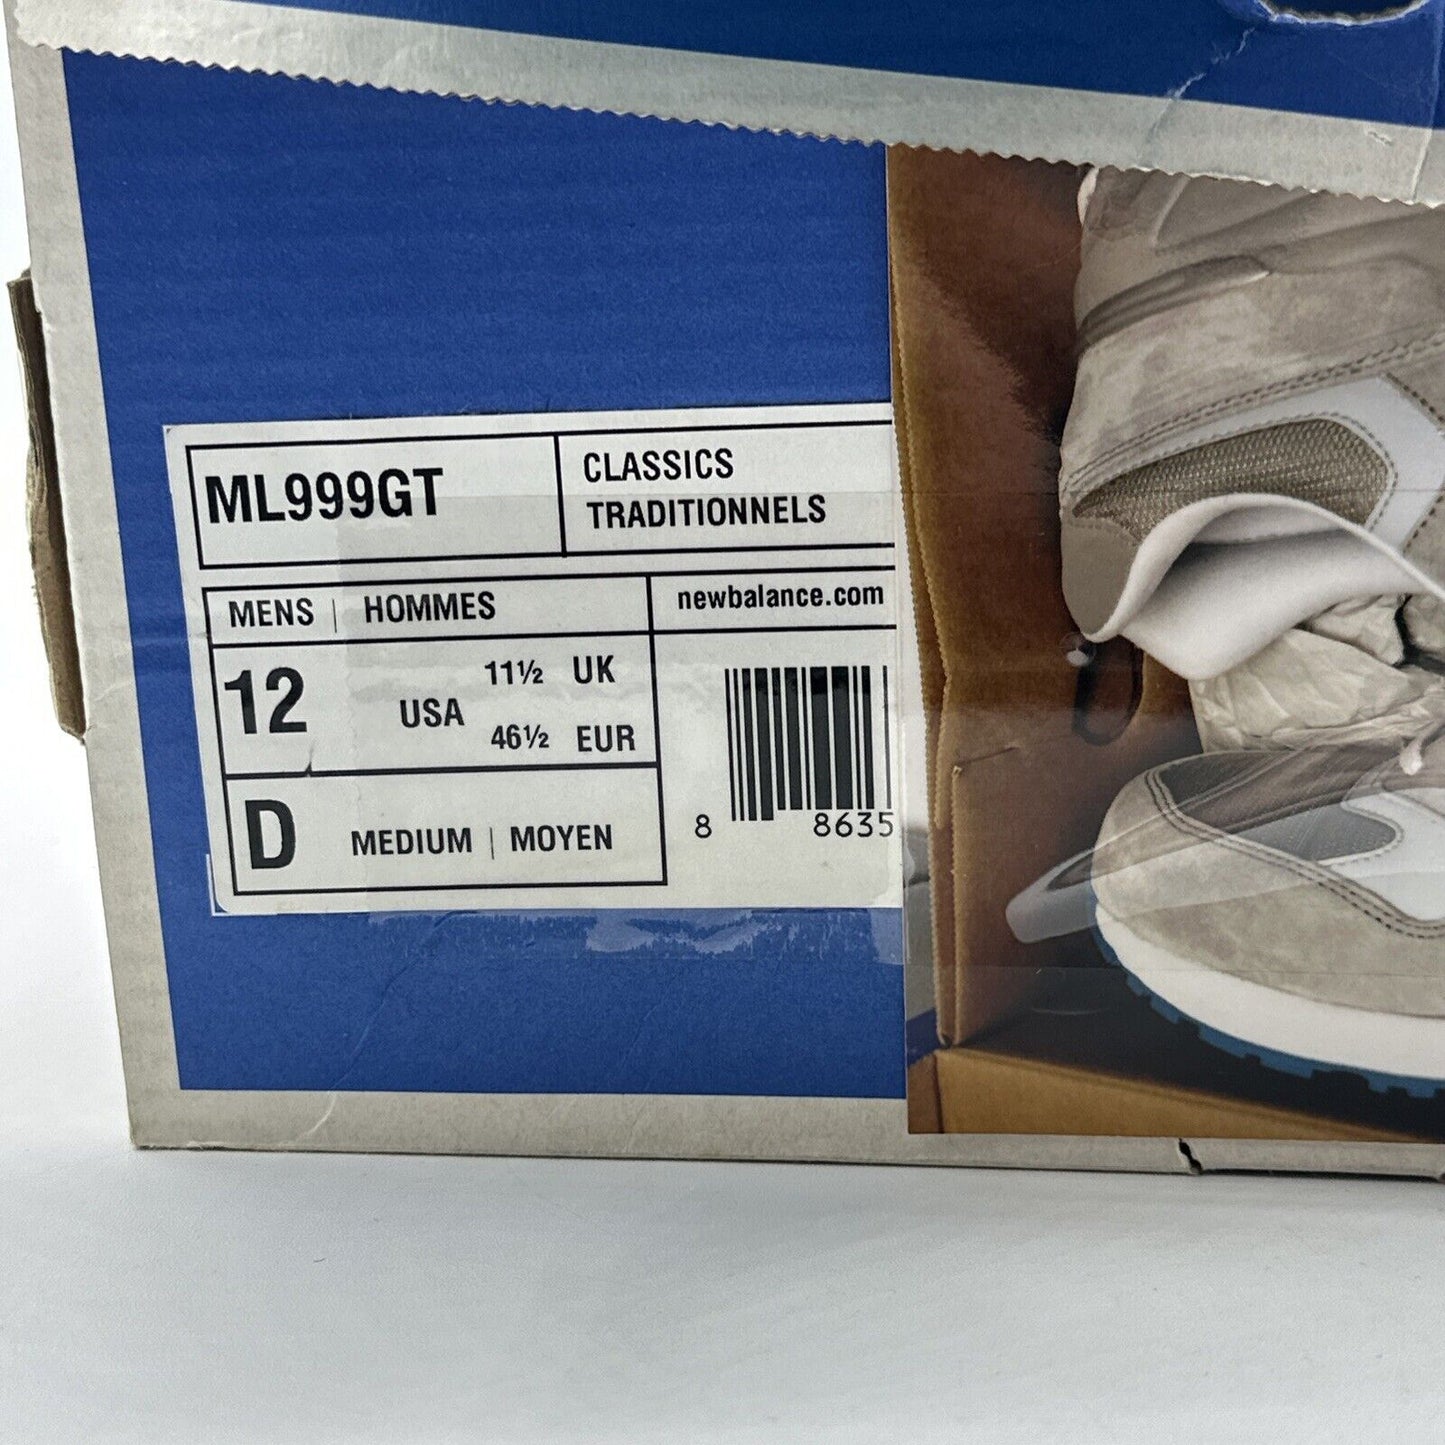 ML999GT
CLASSICS
TRADITIONNELS
MENS | HOMMES
newbalance.com
12 USA 11½ UK
46½ EUR
D MEDIUM | MOYEN
8 8635